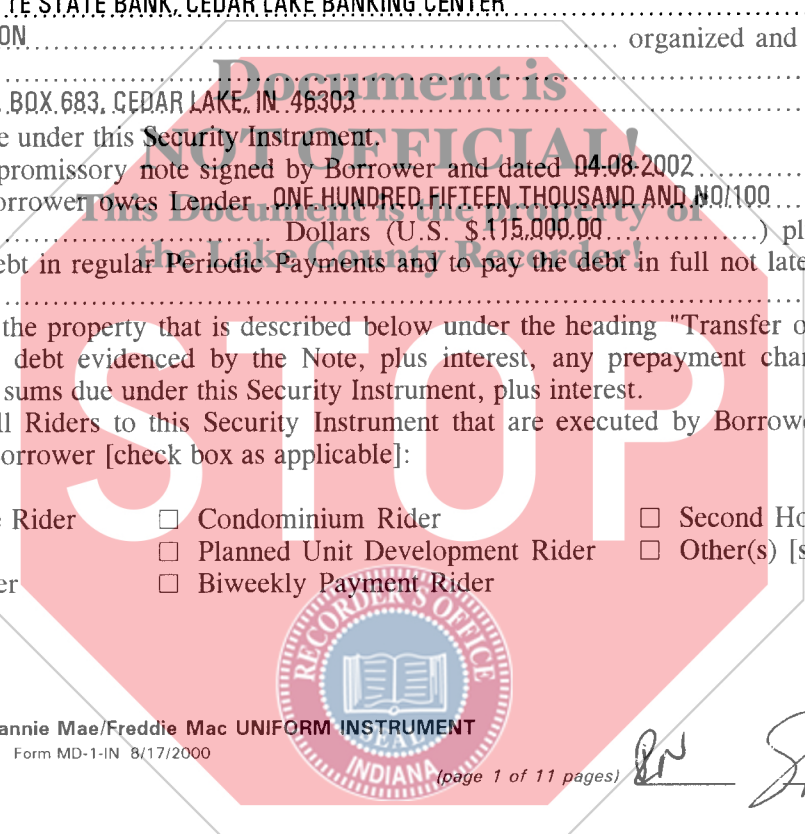 TE STATE BANK, CEDAR LAKE BANKING CENTER
ON organized and
Document is
BOX 683, CEDAR LAKE, IN 46303
e under this Security Instrument.
NOT OFFICIAL!
promissory note signed by Borrower and dated 04-08-2002
orrower owes Lender ONE HUNDRED FIFTEEN THOUSAND AND NO/100
This Document is the property of
Dollars (U.S. $ 115,000.00 ) pl
the Lake County Recorder!
ebt in regular Periodic Payments and to pay the debt in full not late
the property that is described below under the heading "Transfer o
debt evidenced by the Note, plus interest, any prepayment char
sums due under this Security Instrument, plus interest.
ll Riders to this Security Instrument that are executed by Borrowe
orrower [check box as applicable]:
STOP
Rider ☐ Condominium Rider ☐ Second Ho
☐ Planned Unit Development Rider ☐ Other(s) [s
er ☐ Biweekly Payment Rider
RECORDER'S OFFICE
SEAL
INDIANA
annie Mae/Freddie Mac UNIFORM INSTRUMENT
Form MD-1-IN 8/17/2000
(page 1 of 11 pages)